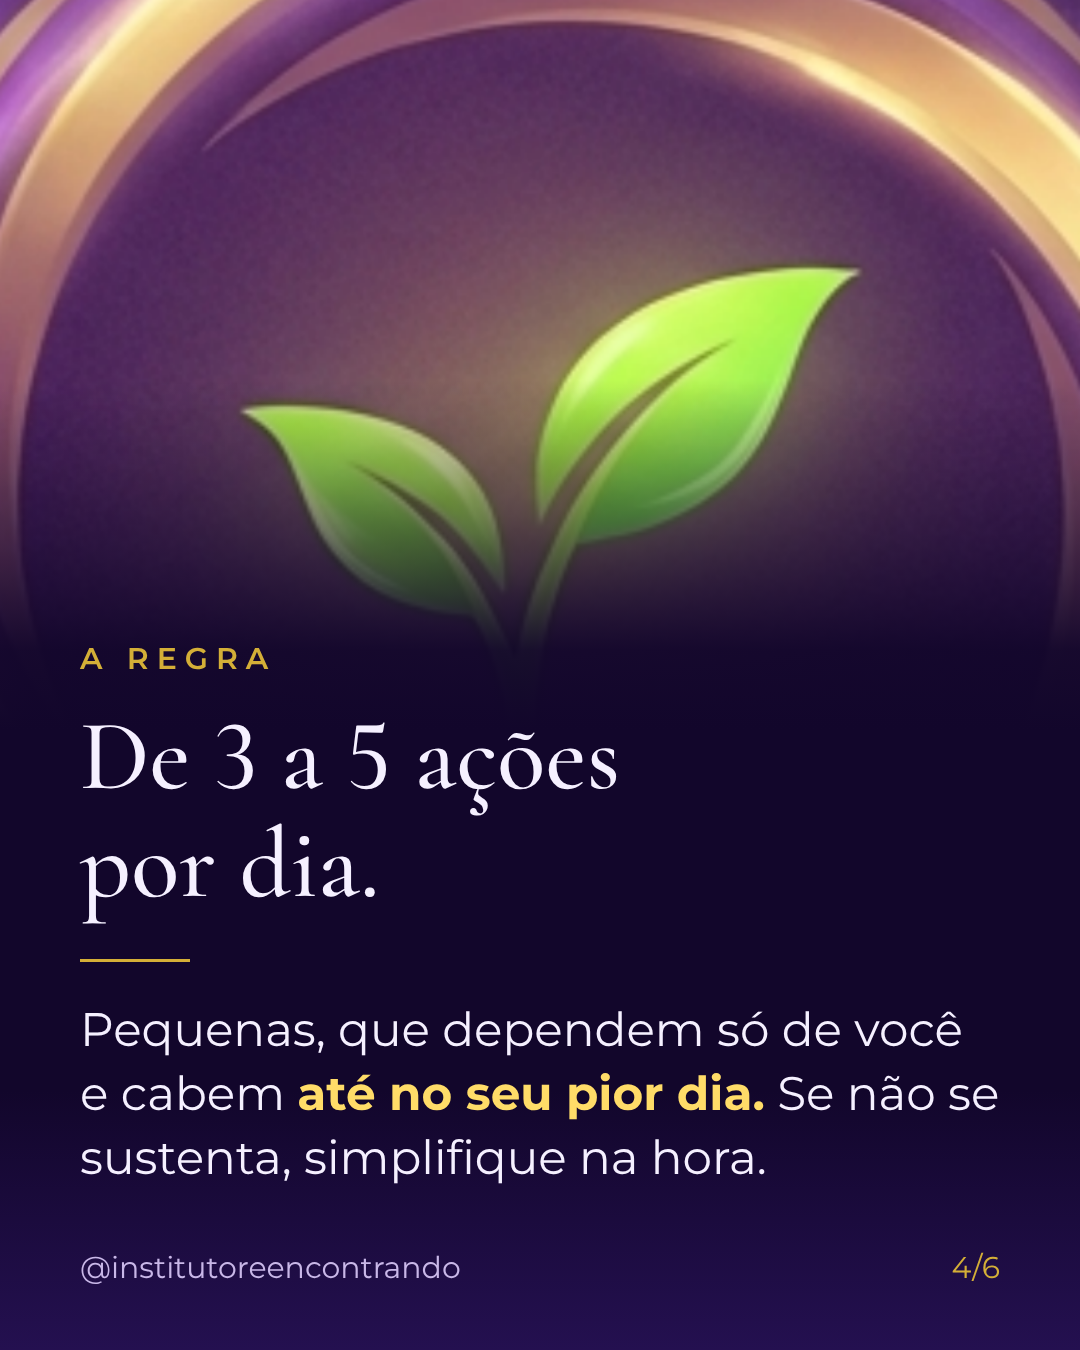 A REGRA
De 3 a 5 ações
por dia.
Pequenas, que dependem só de você
e cabem até no seu pior dia. Se não se
sustenta, simplifique na hora.
@institutoreencontrando
4/6